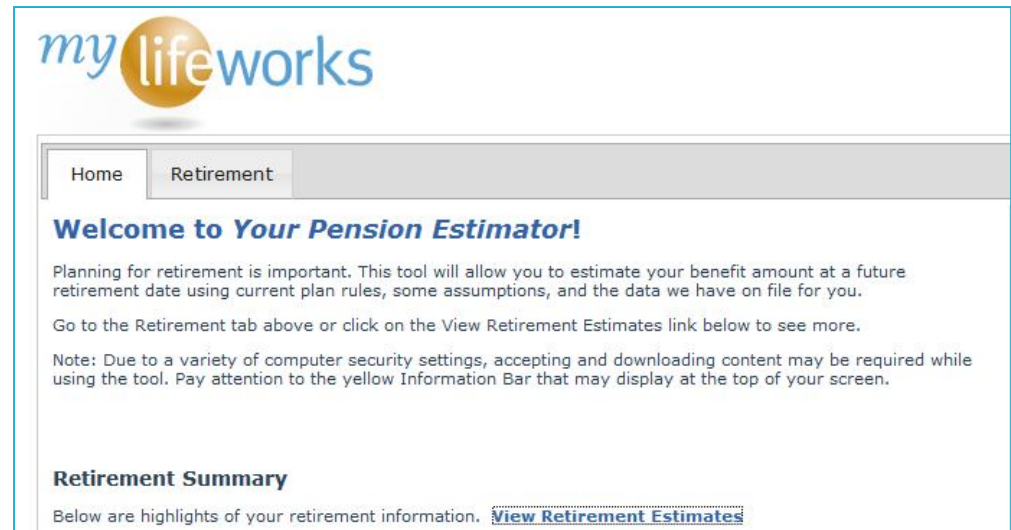 my lifeworks
Home Retirement
Welcome to Your Pension Estimator!
Planning for retirement is important. This tool will allow you to estimate your benefit amount at a future
retirement date using current plan rules, some assumptions, and the data we have on file for you.
Go to the Retirement tab above or click on the View Retirement Estimates link below to see more.
Note: Due to a variety of computer security settings, accepting and downloading content may be required while
using the tool. Pay attention to the yellow Information Bar that may display at the top of your screen.
Retirement Summary
Below are highlights of your retirement information. View Retirement Estimates